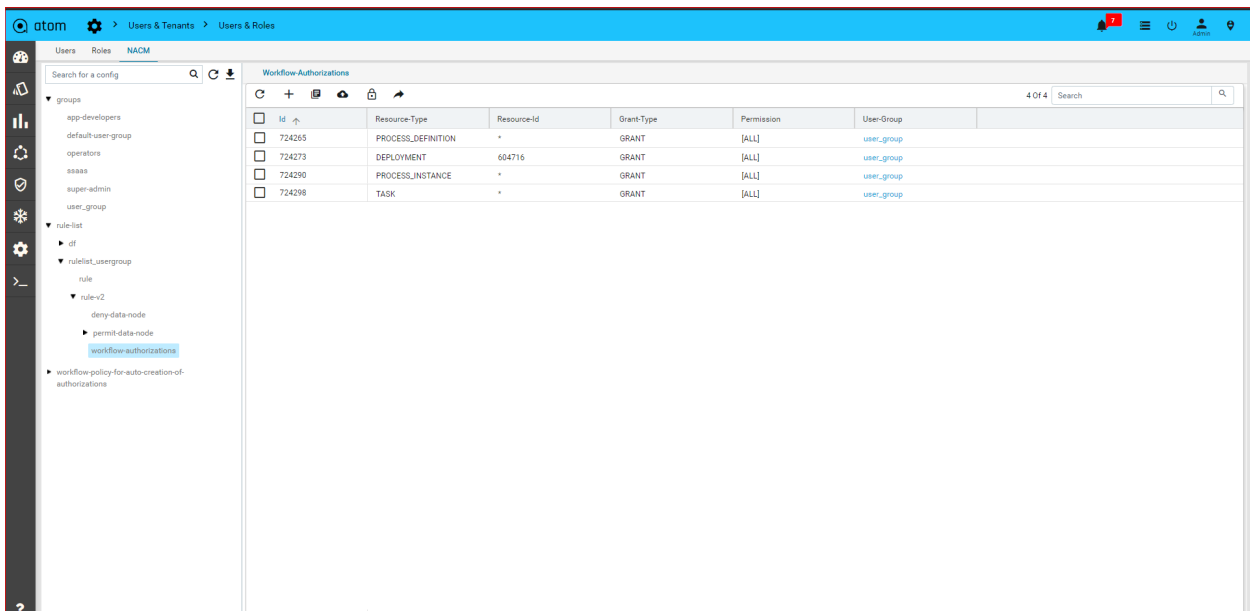 atom > Users & Tenants > Users & Roles 7 Admin
Users Roles NACM
Search for a config
groups
app-developers
default-user-group
operators
ssaas
super-admin
user_group
rule-list
df
rulelist_usergroup
rule
rule-v2
deny-data-node
permit-data-node
workflow-authorizations
workflow-policy-for-auto-creation-of-
authorizations
Workflow-Authorizations
4 Of 4 Search
Id Resource-Type Resource-Id Grant-Type Permission User-Group
724265 PROCESS_DEFINITION * GRANT [ALL] user_group
724273 DEPLOYMENT 604716 GRANT [ALL] user_group
724290 PROCESS_INSTANCE * GRANT [ALL] user_group
724298 TASK * GRANT [ALL] user_group
?